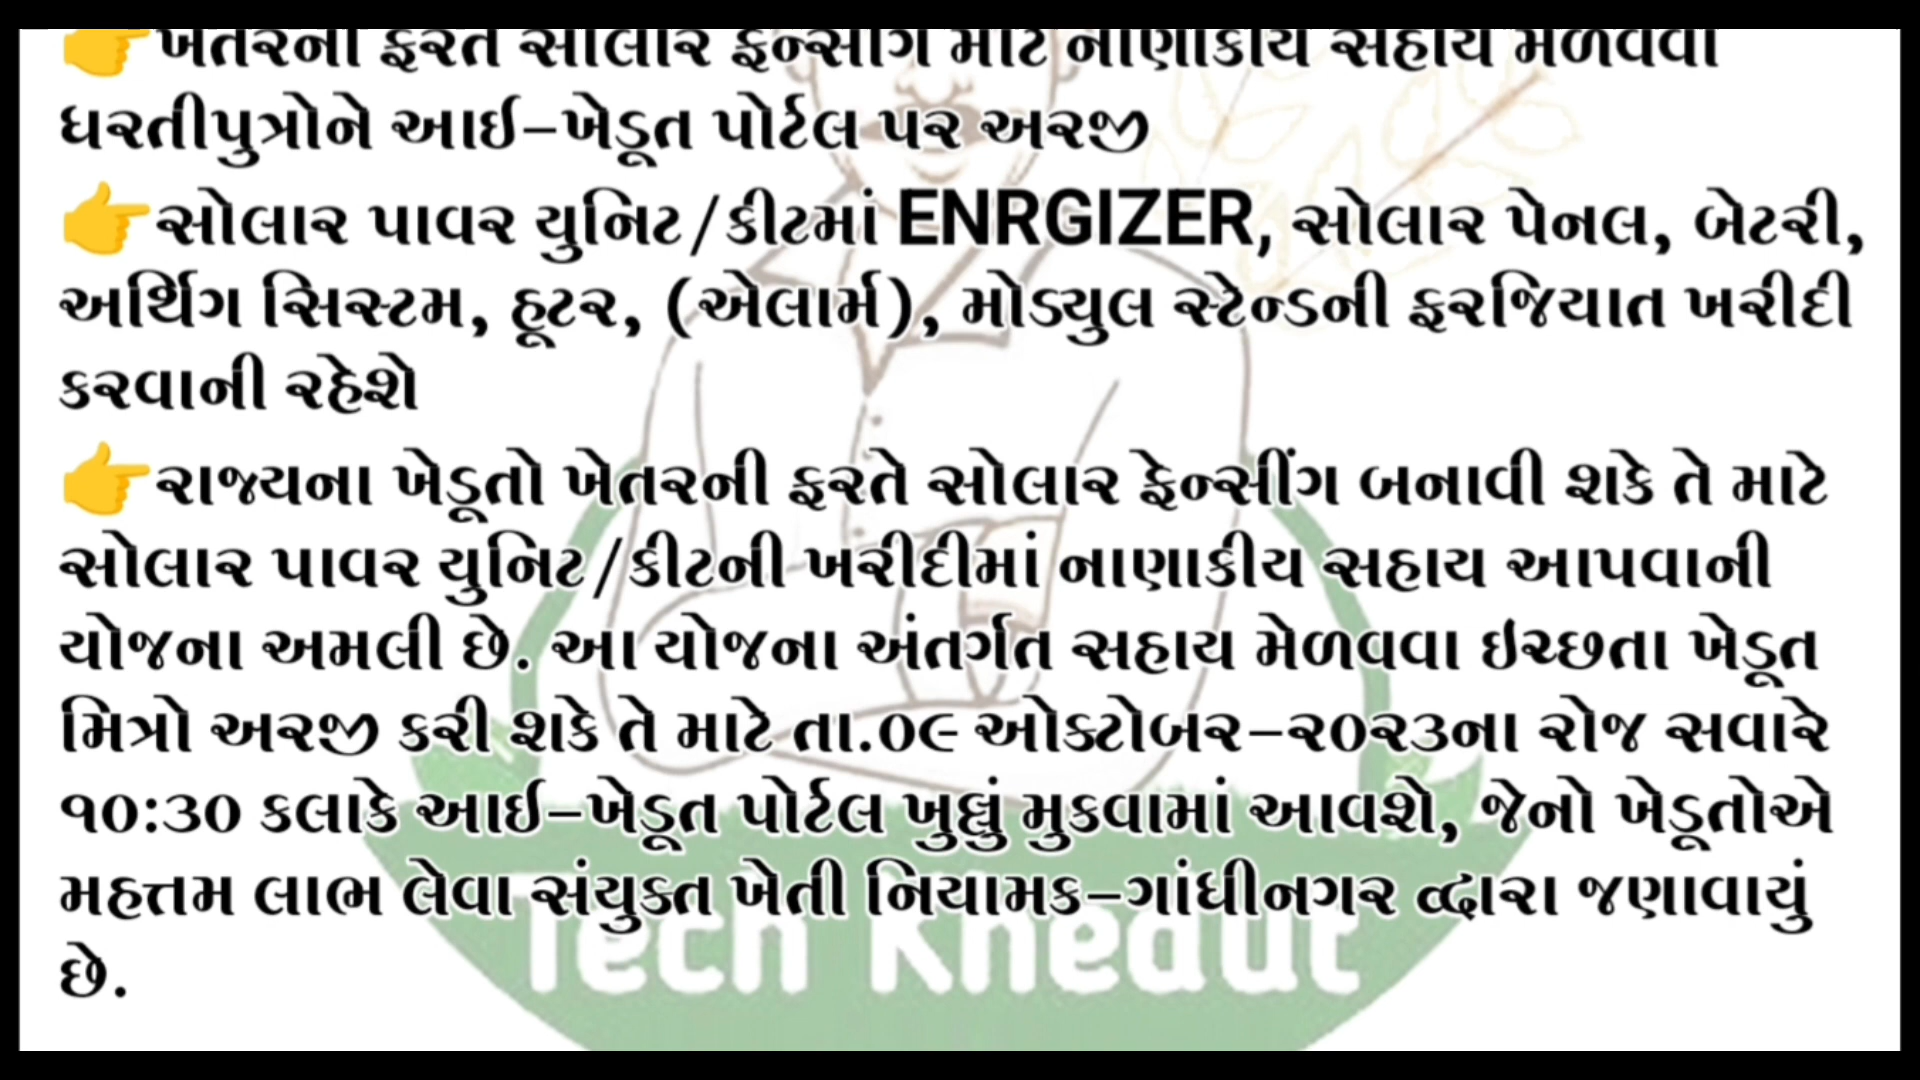 ખેતરની ફરતે સોલાર ફેન્સીંગ માટે નાણાકીય સહાય મેળવવા
ધરતીપુત્રોને આઈ-ખેડૂત પોર્ટલ પર અરજી
સોલાર પાવર યુનિટ/કીટમાં ENRGIZER, સોલાર પેનલ, બેટરી,
અર્થિંગ સિસ્ટમ, હૂટર, (એલાર્મ), મોડ્યુલ સ્ટેન્ડની ફરજિયાત ખરીદી
કરવાની રહેશે
રાજ્યના ખેડૂતો ખેતરની ફરતે સોલાર ફેન્સીંગ બનાવી શકે તે માટે
સોલાર પાવર યુનિટ/કીટની ખરીદીમાં નાણાકીય સહાય આપવાની
યોજના અમલી છે. આ યોજના અંતર્ગત સહાય મેળવવા ઇચ્છતા ખેડૂત
મિત્રો અરજી કરી શકે તે માટે તા.૦૯ ઓક્ટોબર-૨૦૨૩ના રોજ સવારે
૧૦:૩૦ કલાકે આઈ-ખેડૂત પોર્ટલ ખુલ્લું મુકવામાં આવશે, જેનો ખેડૂતોએ
મહત્તમ લાભ લેવા સંયુક્ત ખેતી નિયામક-ગાંધીનગર દ્વારા જણાવાયું
છે.
Tech Khedut